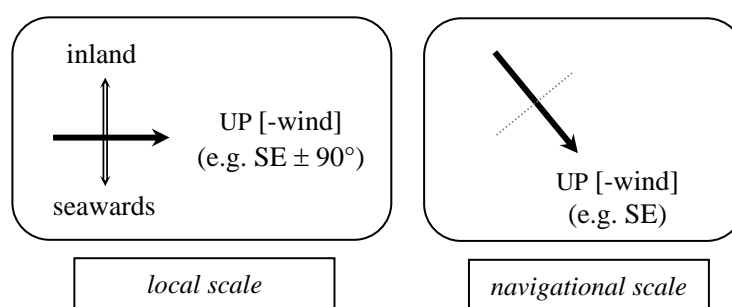 inland
UP [-wind]
(e.g. SE ± 90°)
seawards
local scale
UP [-wind]
(e.g. SE)
navigational scale